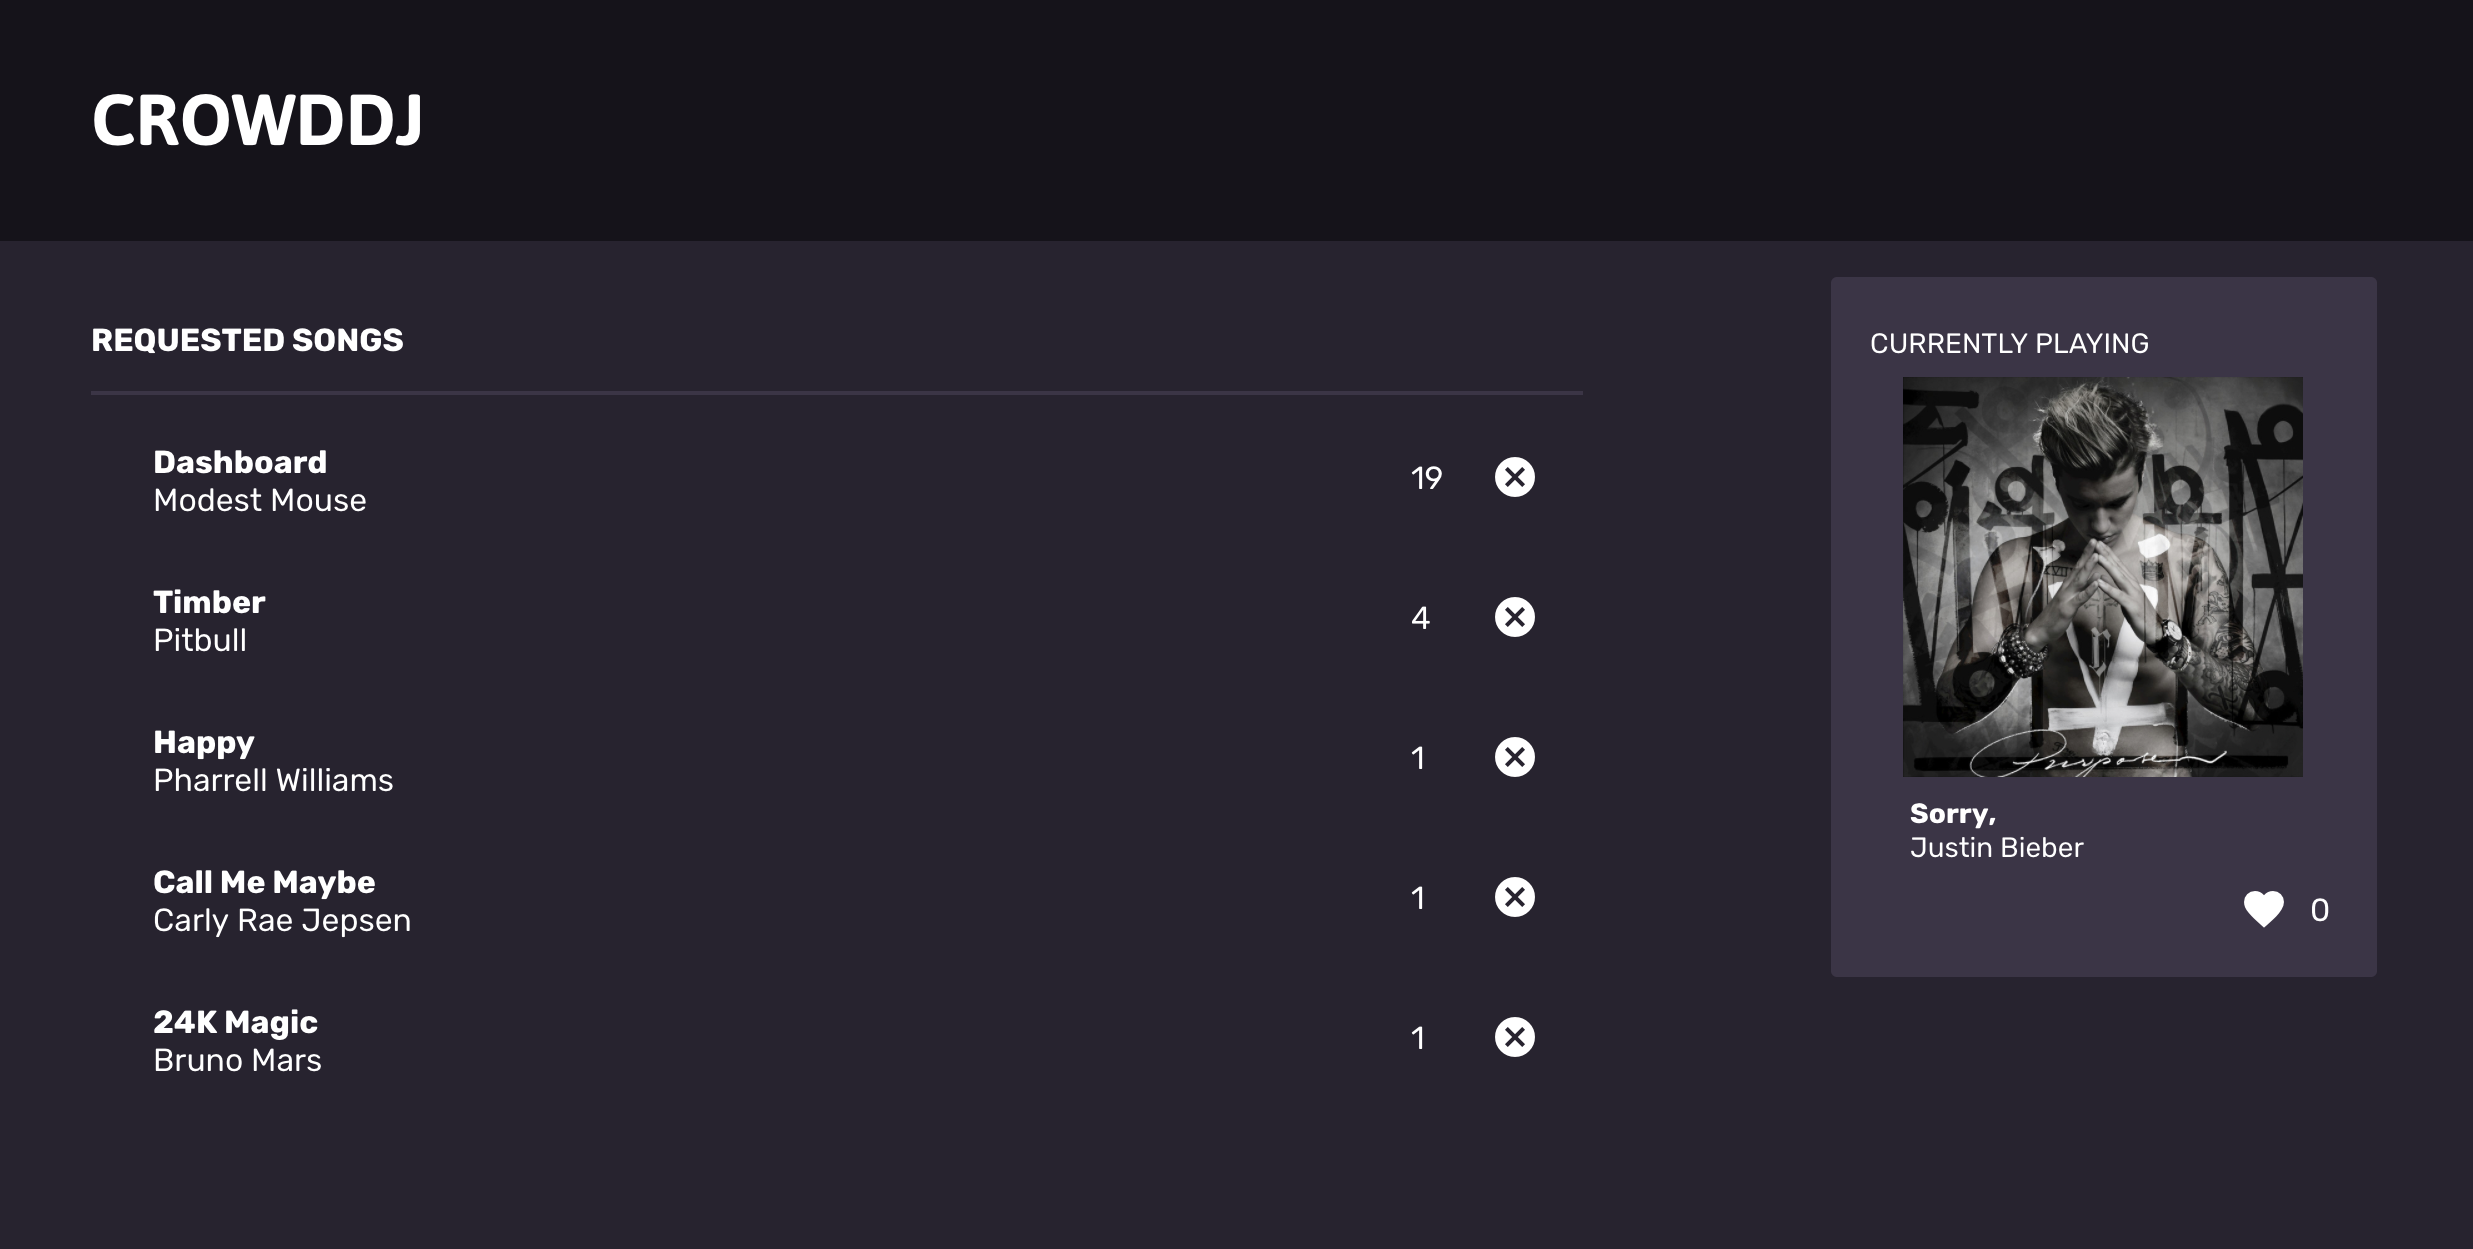 CROWDDJ
REQUESTED SONGS
Dashboard
Modest Mouse
19
Timber
Pitbull
4
Happy
Pharrell Williams
1
Call Me Maybe
Carly Rae Jepsen
1
24K Magic
Bruno Mars
1
CURRENTLY PLAYING
Purpose
Sorry,
Justin Bieber
0